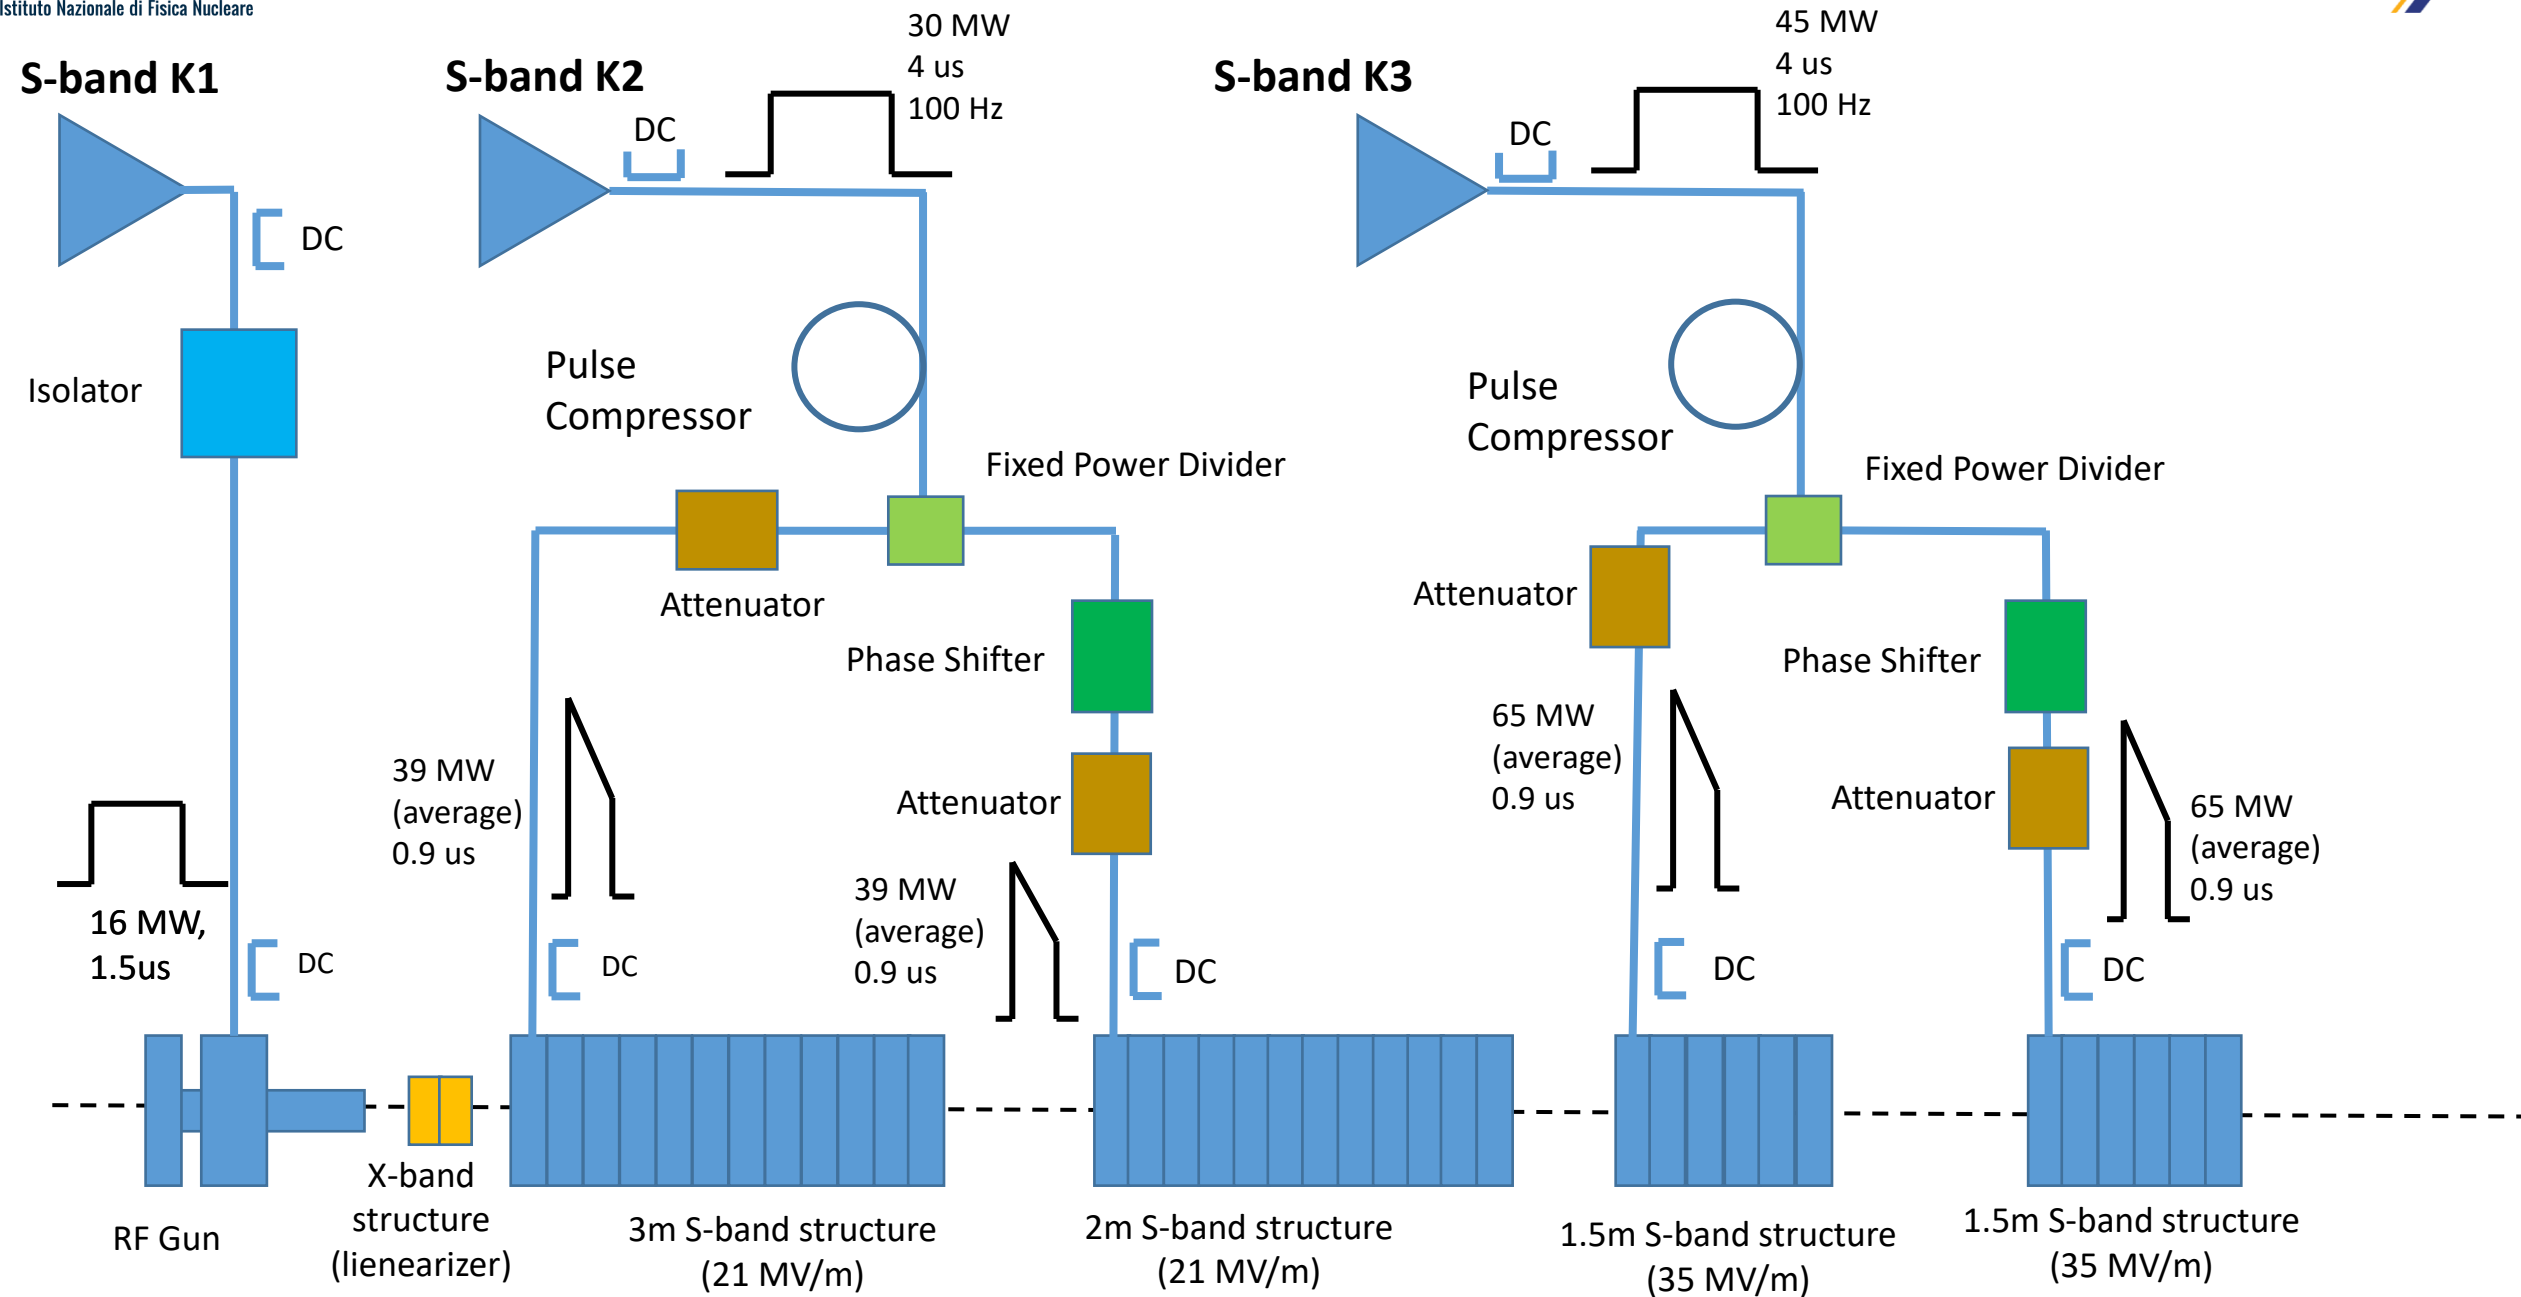 Istituto Nazionale di Fisica Nucleare
S-band K1
DC
Isolator
16 MW,
1.5us
DC
RF Gun
X-band
structure
(lienearizer)
S-band K2
DC
30 MW
4 us
100 Hz
Pulse
Compressor
Fixed Power Divider
Attenuator
Phase Shifter
Attenuator
39 MW
(average)
0.9 us
DC
39 MW
(average)
0.9 us
DC
3m S-band structure
(21 MV/m)
2m S-band structure
(21 MV/m)
S-band K3
DC
45 MW
4 us
100 Hz
Pulse
Compressor
Fixed Power Divider
Attenuator
Phase Shifter
Attenuator
65 MW
(average)
0.9 us
DC
65 MW
(average)
0.9 us
DC
1.5m S-band structure
(35 MV/m)
1.5m S-band structure
(35 MV/m)